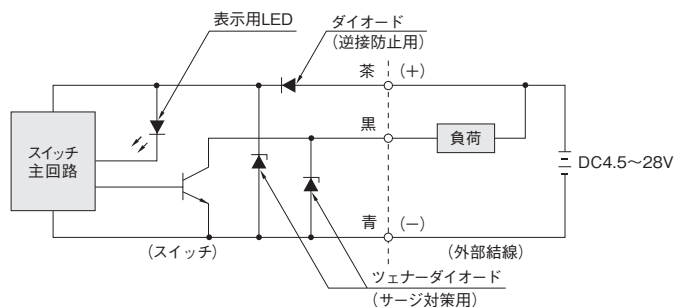 表示用LED
ダイオード
(逆接防止用)
茶 (+)
黒
負荷
スイッチ
主回路
DC4.5~28V
青 (−)
(スイッチ)
(外部結線)
ツェナーダイオード
(サージ対策用)